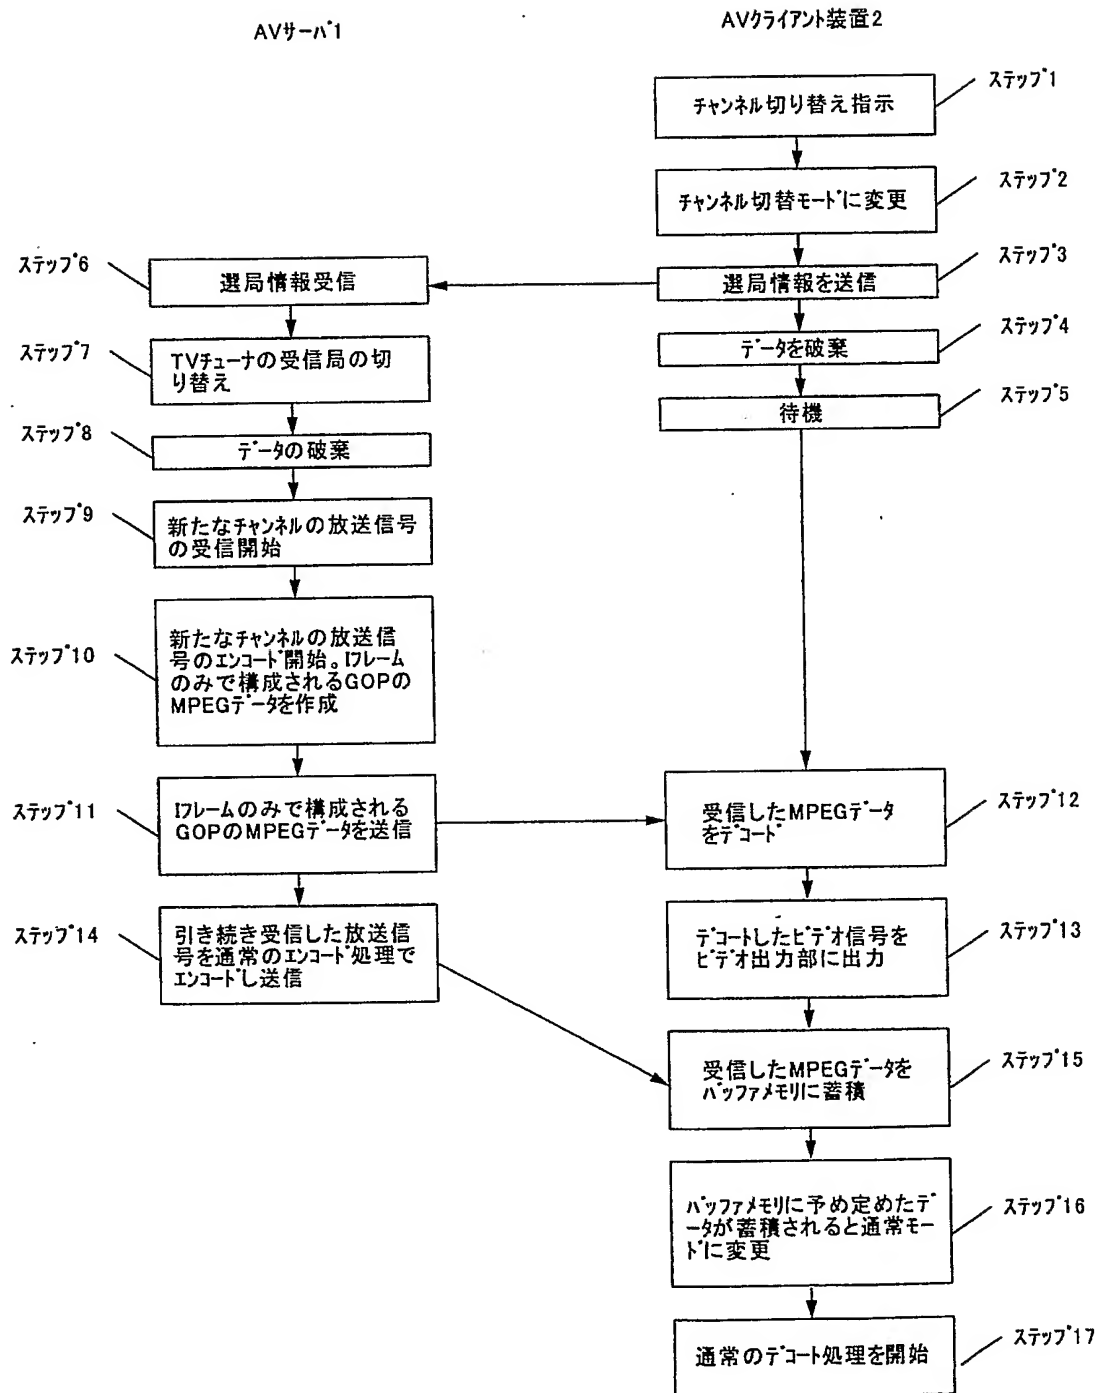 AVサーバ1
AVクライアント装置2
ステップ1
チャンネル切り替え指示
ステップ2
チャンネル切替モードに変更
ステップ3
選局情報を送信
ステップ6
選局情報受信
ステップ4
データを破棄
ステップ7
TVチューナの受信局の切
り替え
ステップ5
待機
ステップ8
データの破棄
ステップ9
新たなチャンネルの放送信号
の受信開始
ステップ10
新たなチャンネルの放送信
号のエンコード開始。Iフレーム
のみで構成されるGOPの
MPEGデータを作成
ステップ11
Iフレームのみで構成される
GOPのMPEGデータを送信
ステップ12
受信したMPEGデータ
をデコード
ステップ14
引き続き受信した放送信
号を通常のエンコード処理で
エンコードし送信
ステップ13
デコートしたビデオ信号を
ビデオ出力部に出力
ステップ15
受信したMPEGデータを
バッファメモリに蓄積
ステップ16
バッファメモリに予め定めたデ
ータが蓄積されると通常モー
ドに変更
ステップ17
通常のデコート処理を開始